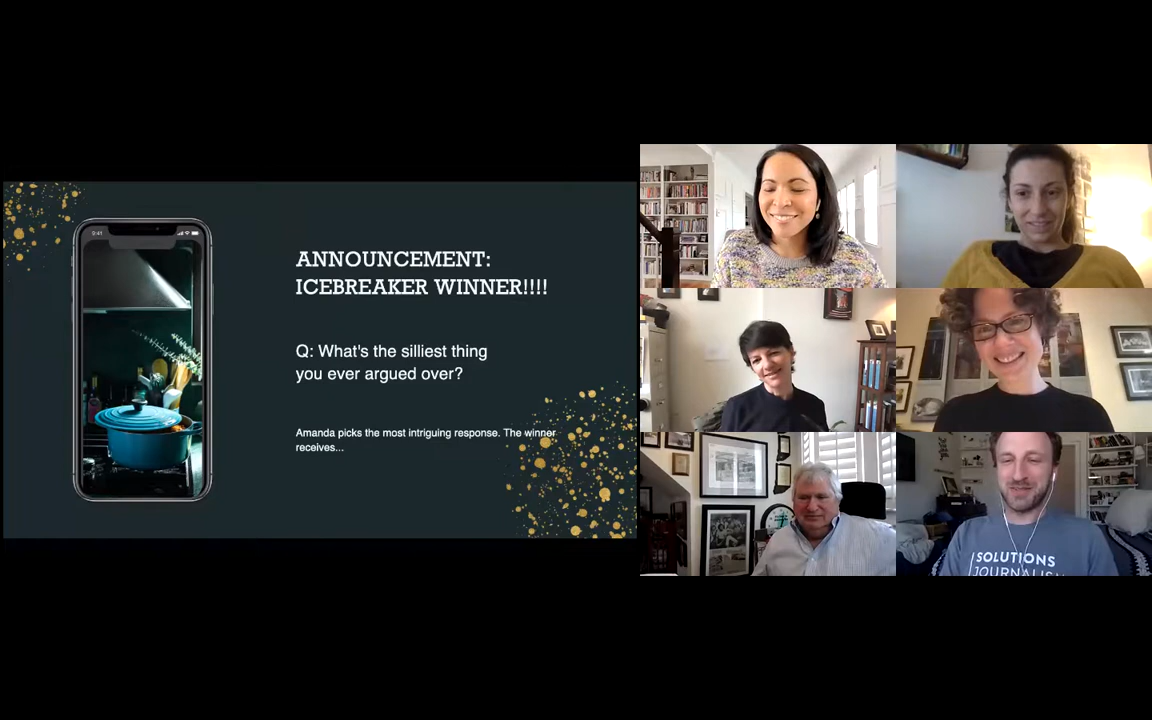 9:41
ANNOUNCEMENT:
ICEBREAKER WINNER!!!!
Q: What's the silliest thing
you ever argued over?
Amanda picks the most intriguing response. The winner
receives...
SOLUTIONS
JOURNALISM